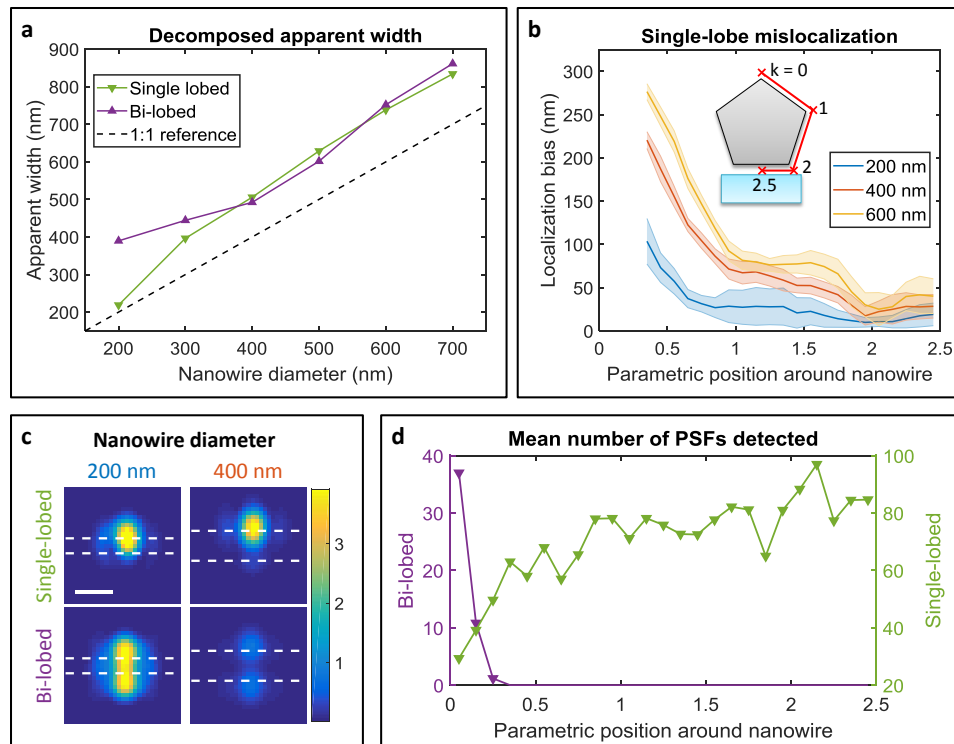 a
Decomposed apparent width
900
800
700
600
500
400
300
200
Apparent width (nm)
Single lobed
Bi-lobed
1:1 reference
200 300 400 500 600 700
Nanowire diameter (nm)
b
Single-lobe mislocalization
300
250
200
150
100
50
0
Localization bias (nm)
k = 0
1
2
2.5
200 nm
400 nm
600 nm
0 0.5 1 1.5 2 2.5
Parametric position around nanowire
c
Nanowire diameter
200 nm 400 nm
Single-lobed
Bi-lobed
3
2
1
d
Mean number of PSFs detected
40
30
20
10
0
Bi-lobed
100
80
60
40
20
Single-lobed
0 0.5 1 1.5 2 2.5
Parametric position around nanowire